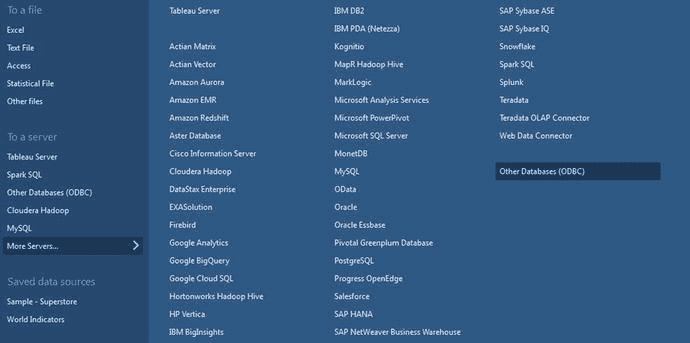 To a file
Excel
Text File
Access
Statistical File
Other files
To a server
Tableau Server
Spark SQL
Other Databases (ODBC)
Cloudera Hadoop
MySQL
More Servers...
Saved data sources
Sample - Superstore
World Indicators
Tableau Server
Actian Matrix
Actian Vector
Amazon Aurora
Amazon EMR
Amazon Redshift
Aster Database
Cisco Information Server
Cloudera Hadoop
DataStax Enterprise
EXASolution
Firebird
Google Analytics
Google BigQuery
Google Cloud SQL
Hortonworks Hadoop Hive
HP Vertica
IBM BigInsights
IBM DB2
IBM PDA (Netezza)
Kognitio
MapR Hadoop Hive
MarkLogic
Microsoft Analysis Services
Microsoft PowerPivot
Microsoft SQL Server
MonetDB
MySQL
OData
Oracle
Oracle Essbase
Pivotal Greenplum Database
PostgreSQL
Progress OpenEdge
Salesforce
SAP HANA
SAP NetWeaver Business Warehouse
SAP Sybase ASE
SAP Sybase IQ
Snowflake
Spark SQL
Splunk
Teradata
Teradata OLAP Connector
Web Data Connector
Other Databases (ODBC)